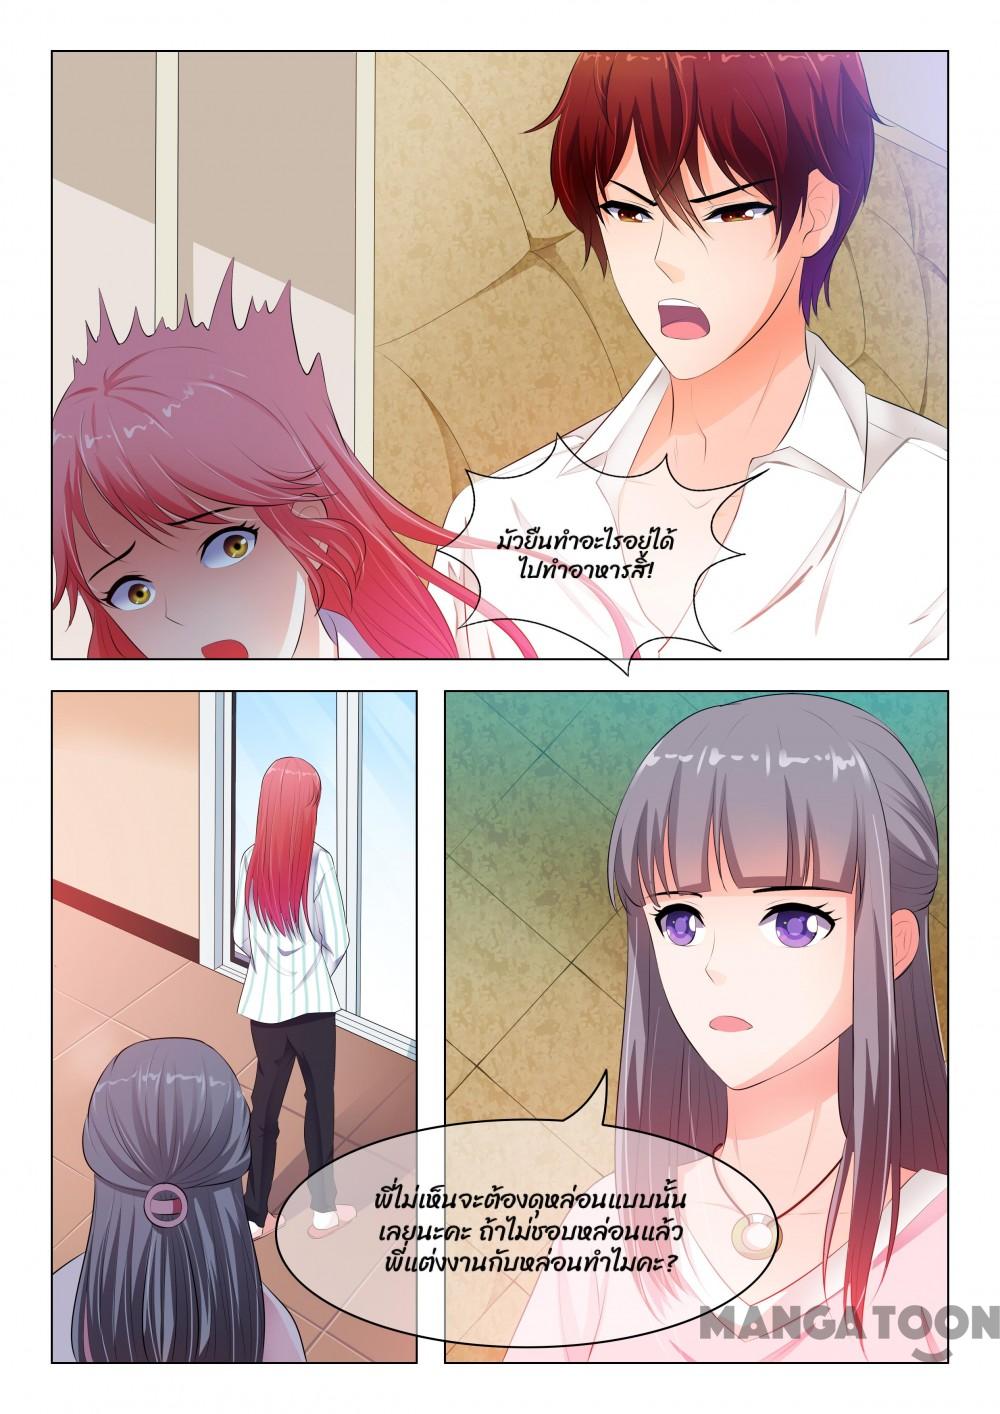 มัวยืนทำอะไรอยู่ได้
ไปทำอาหารสิ!
พี่ไม่เห็นจะต้องดุหล่อนแบบนั้น
เลยนะคะ ถ้าไม่ชอบหล่อนแล้ว
พี่แต่งงานกับหล่อนทำไมคะ?
MANGATOON